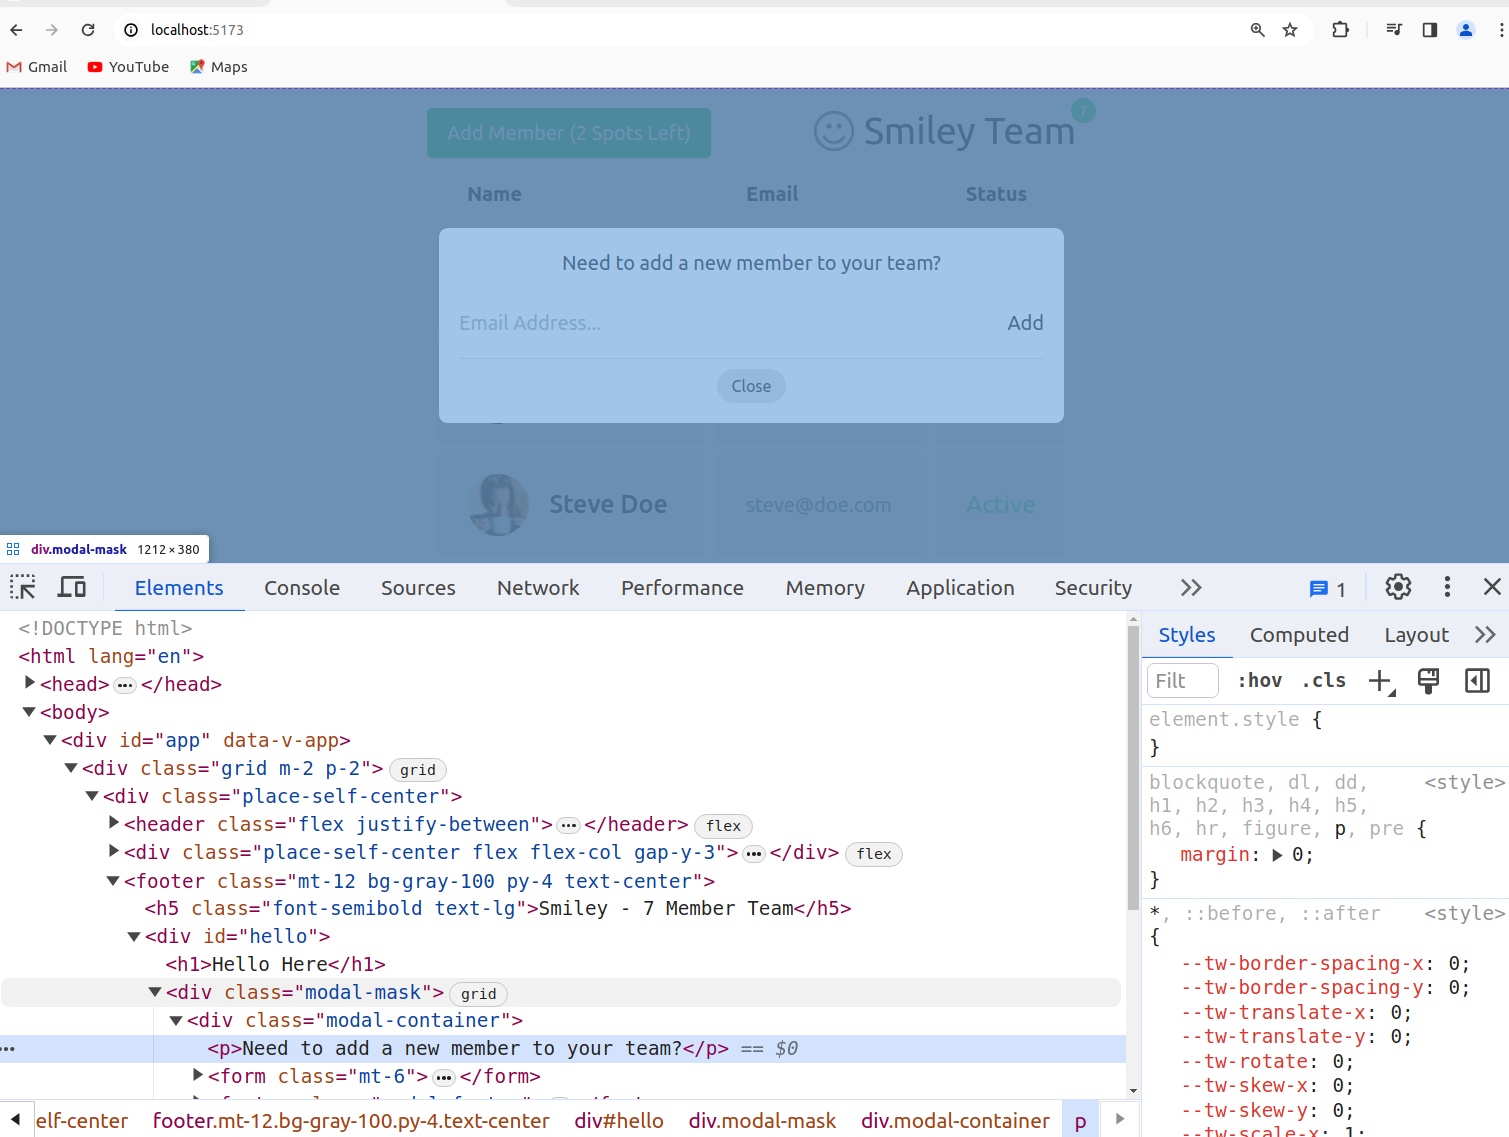 localhost:5173
Gmail YouTube Maps
Add Member (2 Spots Left) Smiley Team 7
Name Email Status
Need to add a new member to your team?
Email Address... Add
Close
Steve Doe steve@doe.com Active
div.modal-mask 1212×380
Elements Console Sources Network Performance Memory Application Security 1
<!DOCTYPE html>
<html lang="en">
<head> ••• </head>
<body>
<div id="app" data-v-app>
<div class="grid m-2 p-2"> grid
<div class="place-self-center">
<header class="flex justify-between"> ••• </header> flex
<div class="place-self-center flex flex-col gap-y-3"> ••• </div> flex
<footer class="mt-12 bg-gray-100 py-4 text-center">
<h5 class="font-semibold text-lg">Smiley - 7 Member Team</h5>
<div id="hello">
<h1>Hello Here</h1>
<div class="modal-mask"> grid
<div class="modal-container">
<p>Need to add a new member to your team?</p> == $0
<form class="mt-6"> ••• </form>
elf-center footer.mt-12.bg-gray-100.py-4.text-center div#hello div.modal-mask div.modal-container p
Styles Computed Layout
Filt :hov .cls
element.style {
}
blockquote, dl, dd, <style>
h1, h2, h3, h4, h5,
h6, hr, figure, p, pre {
margin: 0;
}
*, ::before, ::after <style>
{
--tw-border-spacing-x: 0;
--tw-border-spacing-y: 0;
--tw-translate-x: 0;
--tw-translate-y: 0;
--tw-rotate: 0;
--tw-skew-x: 0;
--tw-skew-y: 0;
--tw-scale-x: 1;